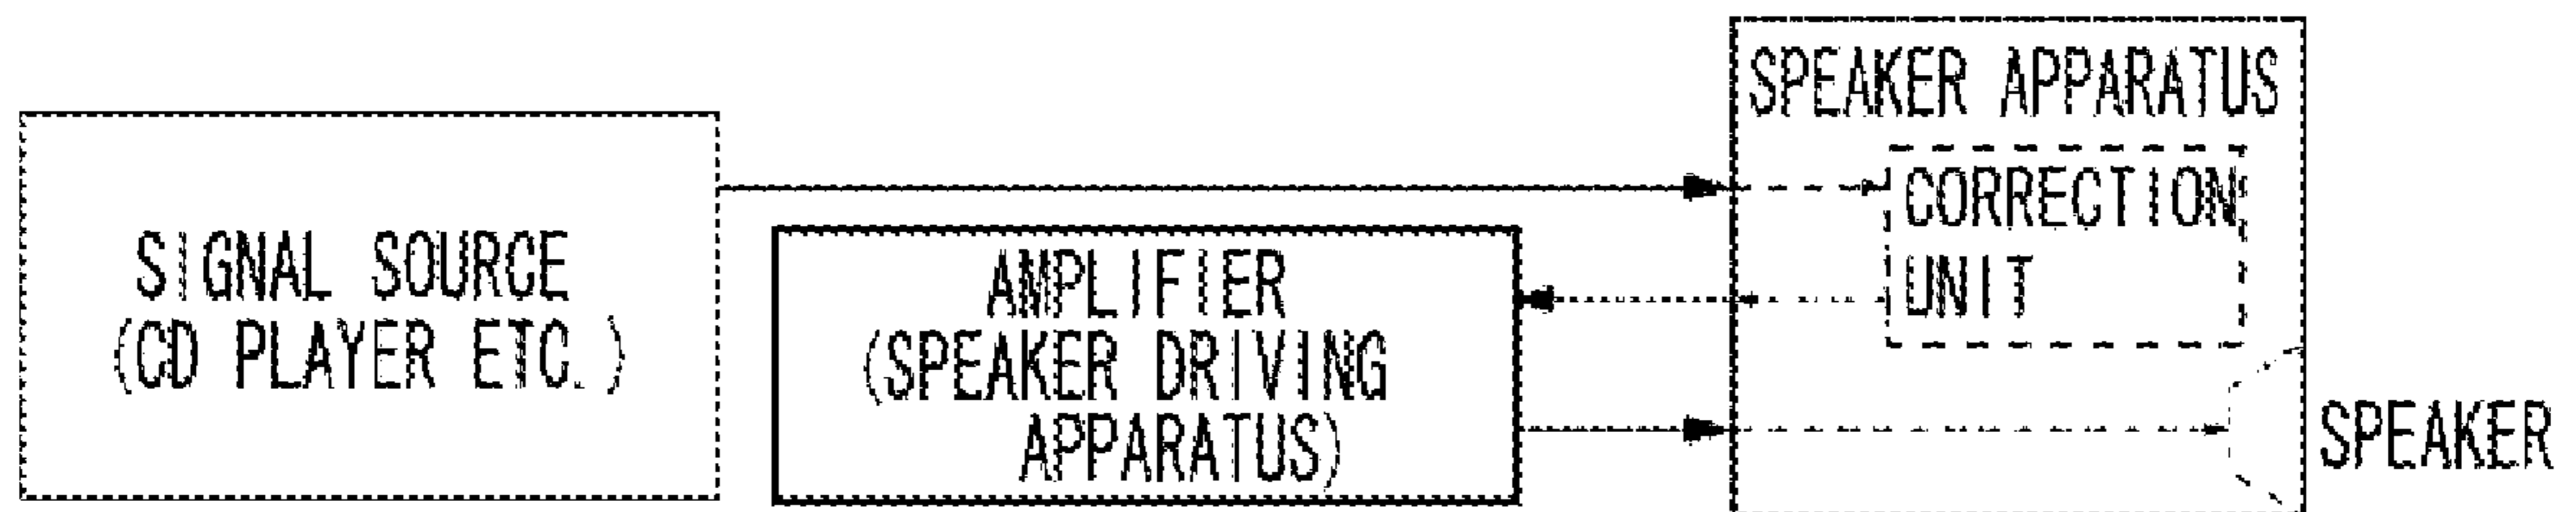 SIGNAL SOURCE
(CD PLAYER ETC.)
AMPLIFIER
(SPEAKER DRIVING
APPARATUS)
SPEAKER APPARATUS
CORRECTION
UNIT
SPEAKER